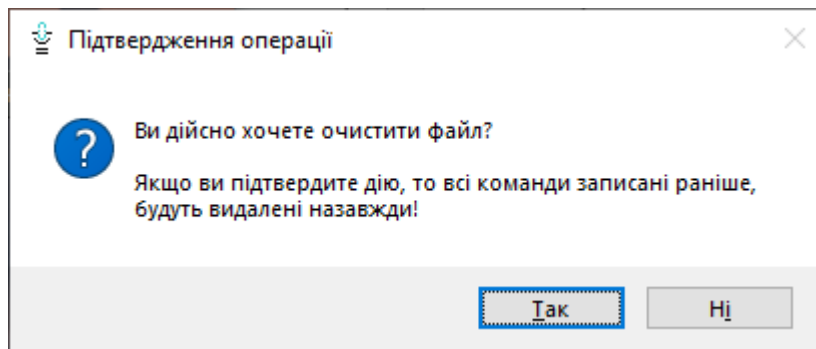 Підтвердження операції
Ви дійсно хочете очистити файл?
Якщо ви підтвердите дію, то всі команди записані раніше,
будуть видалені назавжди!
Так
Ні